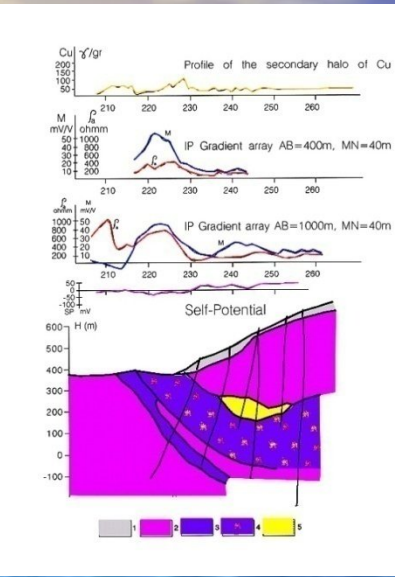 Cu γ/gr
Profile of the secondary halo of Cu
200
150
100
50
210 220 230 240 250 260
M ρa
mV/V ohmm
50 1000
40 800
30 600
20 400
10 200
M
ρa
IP Gradient array AB=400m, MN=40m
210 220 230 240 250 260
ρa M
ohmm mV/V
1000 50
800 40
600 30
400 20
200 10
ρa
M
IP Gradient array AB=1000m, MN=40m
210 220 230 240 250 260
50
0
-50
-100
SP mV
Self-Potential
H (m)
600
500
400
300
200
100
0
-100
1 2 3 4 5